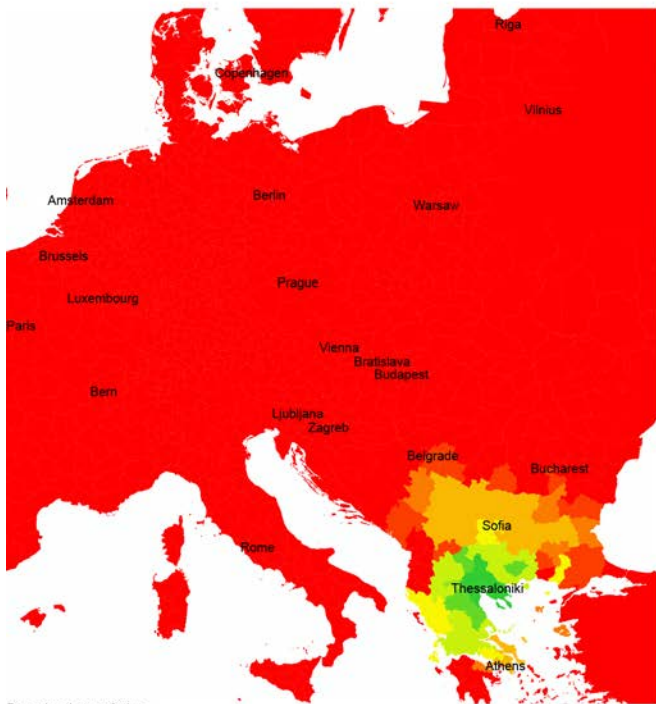 Riga
Copenhagen
Vilnius
Berlin
Amsterdam
Warsaw
Brussels
Prague
Luxembourg
Paris
Vienna
Bratislava
Budapest
Bern
Ljubljana
Zagreb
Belgrade
Bucharest
Sofia
Rome
Thessaloniki
Athens